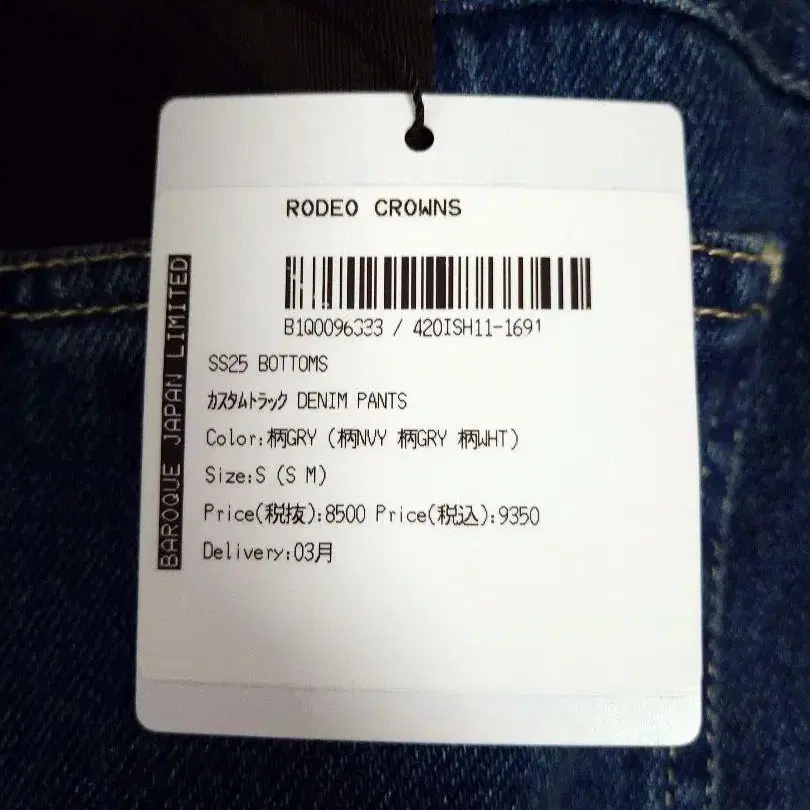 RODEO CROWNS
B1Q0096333 / 420ISH11-1691
BAROQUE JAPAN LIMITED
SS25 BOTTOMS
カスタムトラック DENIM PANTS
Color:柄GRY (柄NVY 柄GRY 柄WHT)
Size:S (S M)
Price(税抜):8500 Price(税込):9350
Delivery:03月